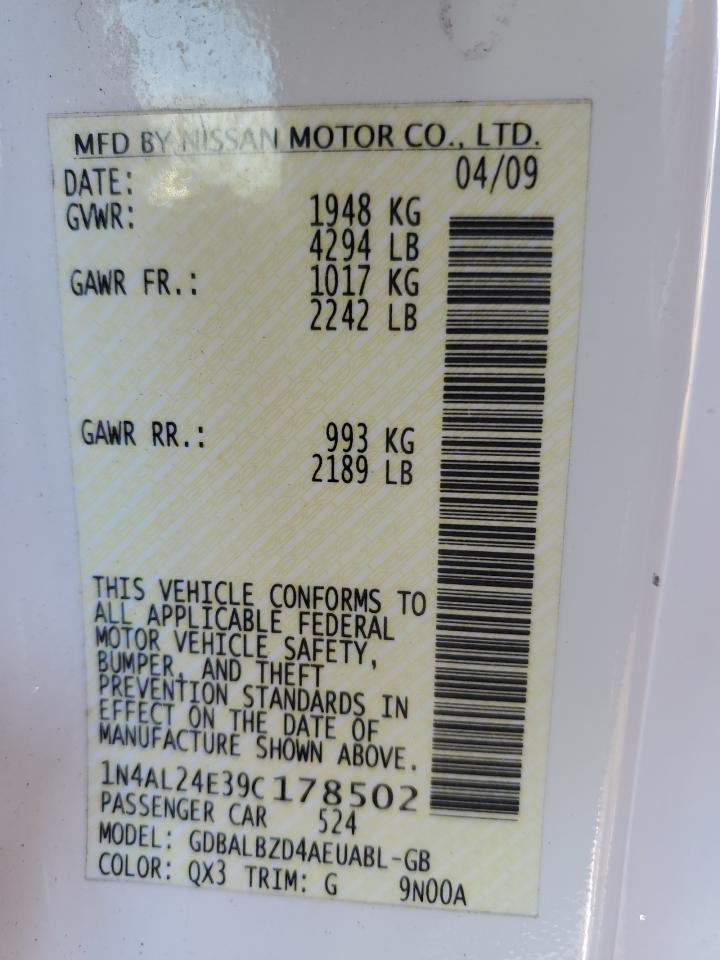 MFD BY NISSAN MOTOR CO., LTD.
DATE: 04/09
GVWR: 1948 KG
4294 LB
GAWR FR.: 1017 KG
2242 LB
GAWR RR.: 993 KG
2189 LB
THIS VEHICLE CONFORMS TO
ALL APPLICABLE FEDERAL
MOTOR VEHICLE SAFETY,
BUMPER, AND THEFT
PREVENTION STANDARDS IN
EFFECT ON THE DATE OF
MANUFACTURE SHOWN ABOVE.
1N4AL24E39C178502
PASSENGER CAR 524
MODEL: GDBALBZD4AEUABL-GB
COLOR: QX3 TRIM: G 9N00A